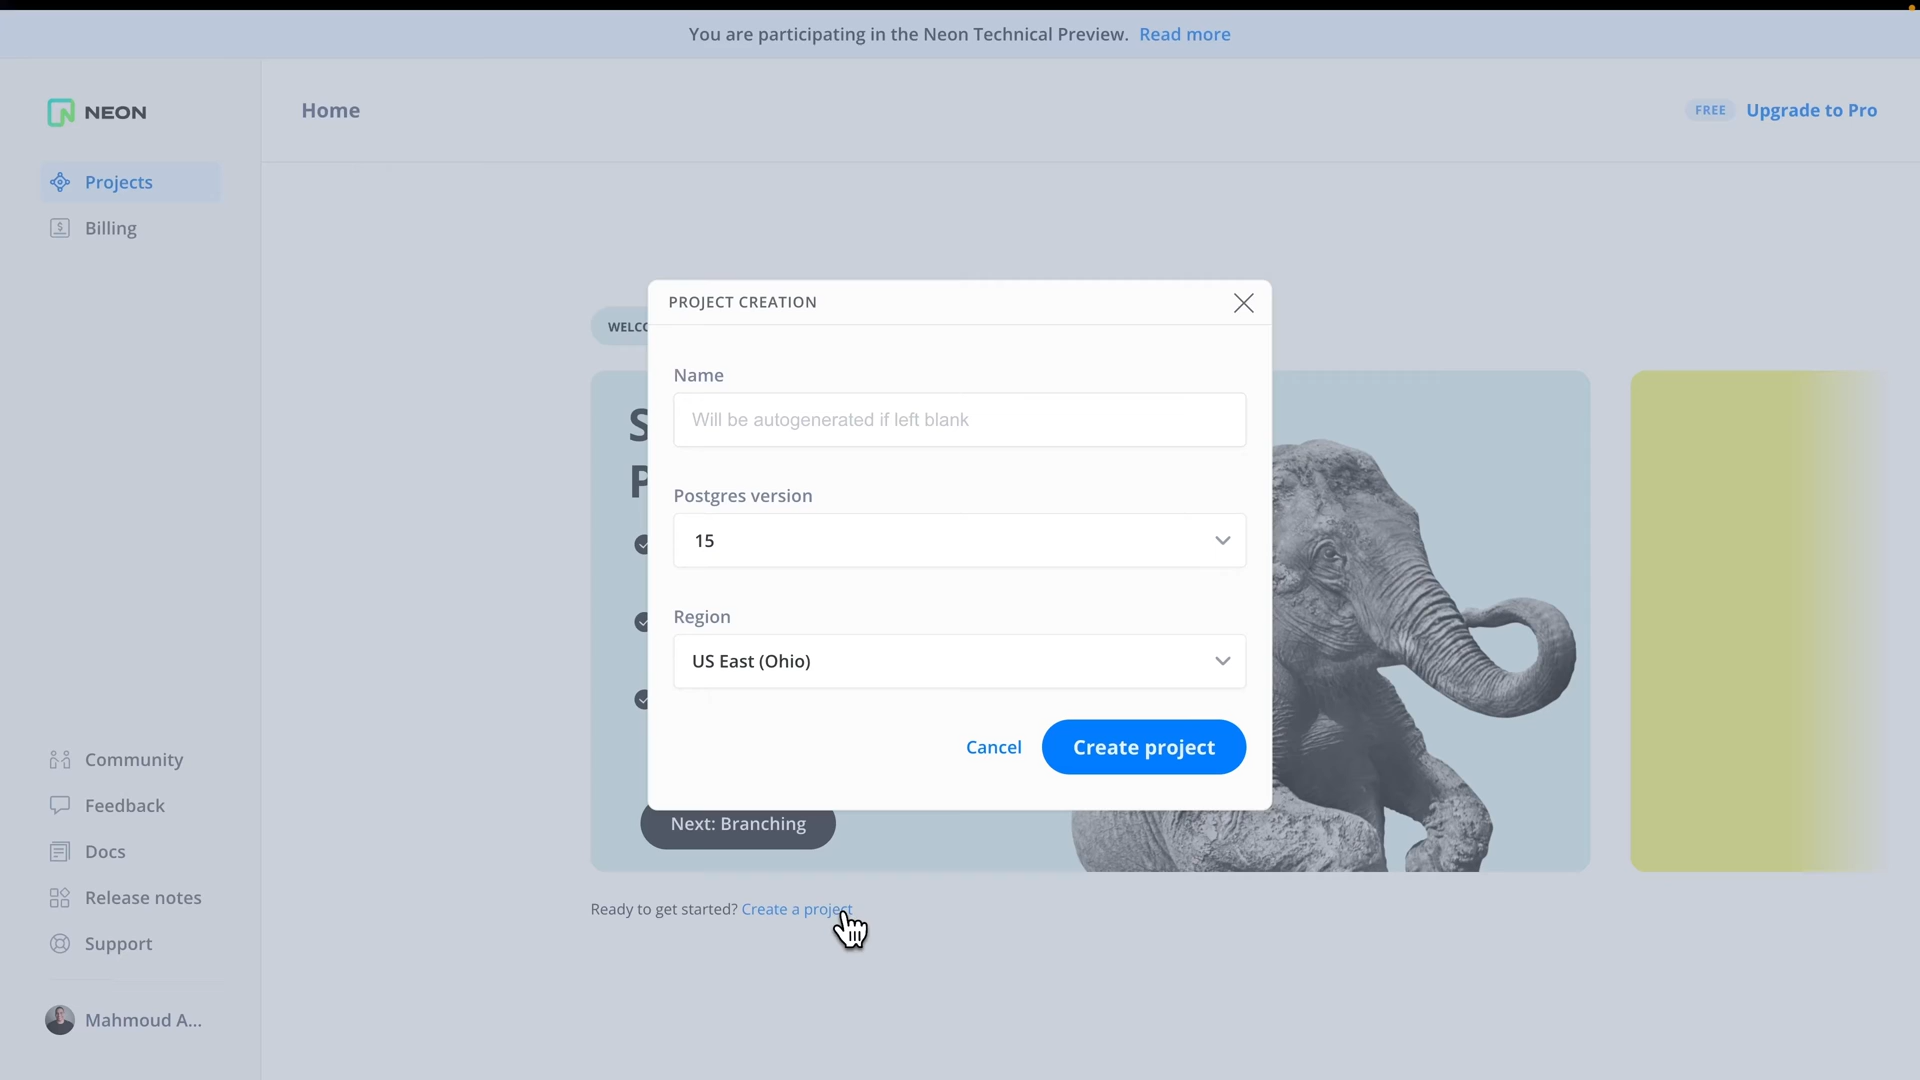 You are participating in the Neon Technical Preview. Read more
NEON
Home
FREE Upgrade to Pro
Projects
Billing
PROJECT CREATION
WELCO
Name
Will be autogenerated if left blank
S
P
Postgres version
15
Region
US East (Ohio)
Cancel
Create project
Next: Branching
Ready to get started? Create a project
Community
Feedback
Docs
Release notes
Support
Mahmoud A...